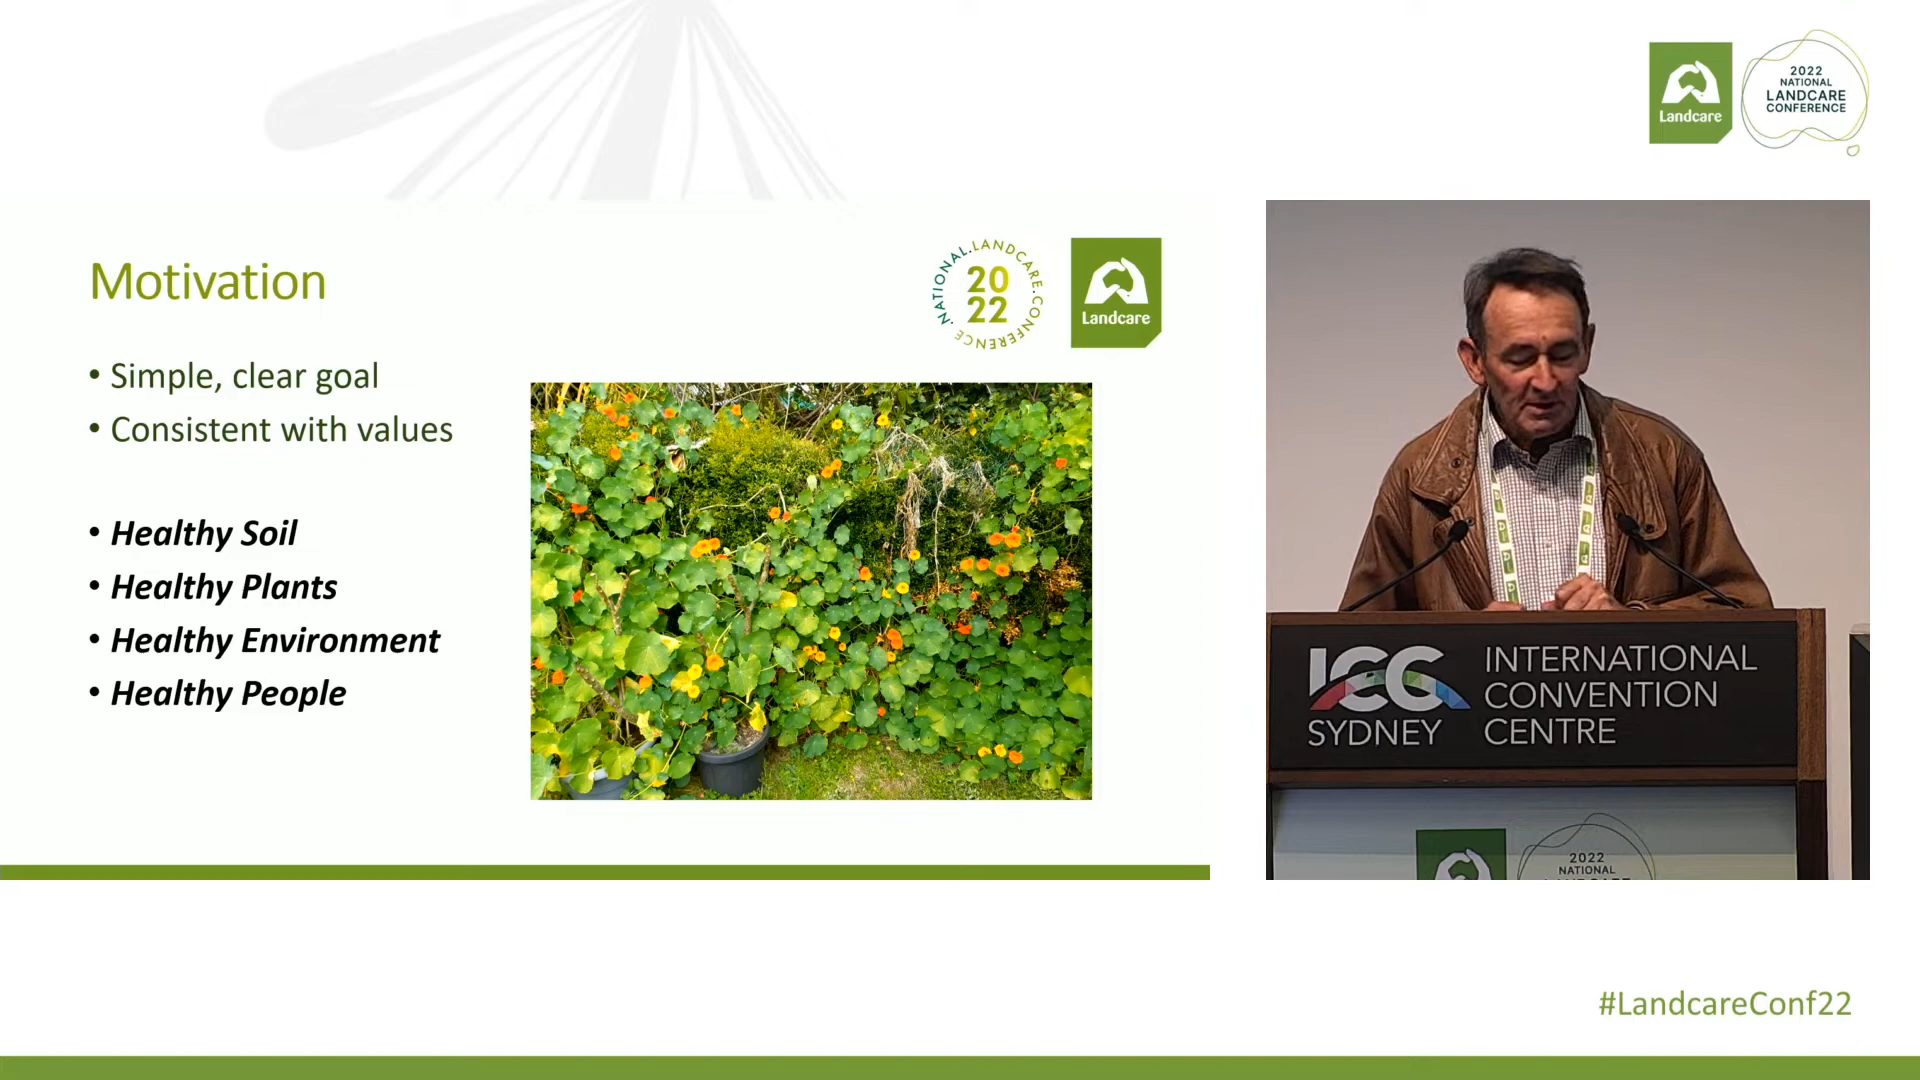 Landcare
2022
NATIONAL
LANDCARE
CONFERENCE
Motivation
.NATIONAL.LANDCARE.CONFERENCE
20
22
Landcare
• Simple, clear goal
• Consistent with values
• Healthy Soil
• Healthy Plants
• Healthy Environment
• Healthy People
ICC
SYDNEY
INTERNATIONAL
CONVENTION
CENTRE
2022
NATIONAL
#LandcareConf22